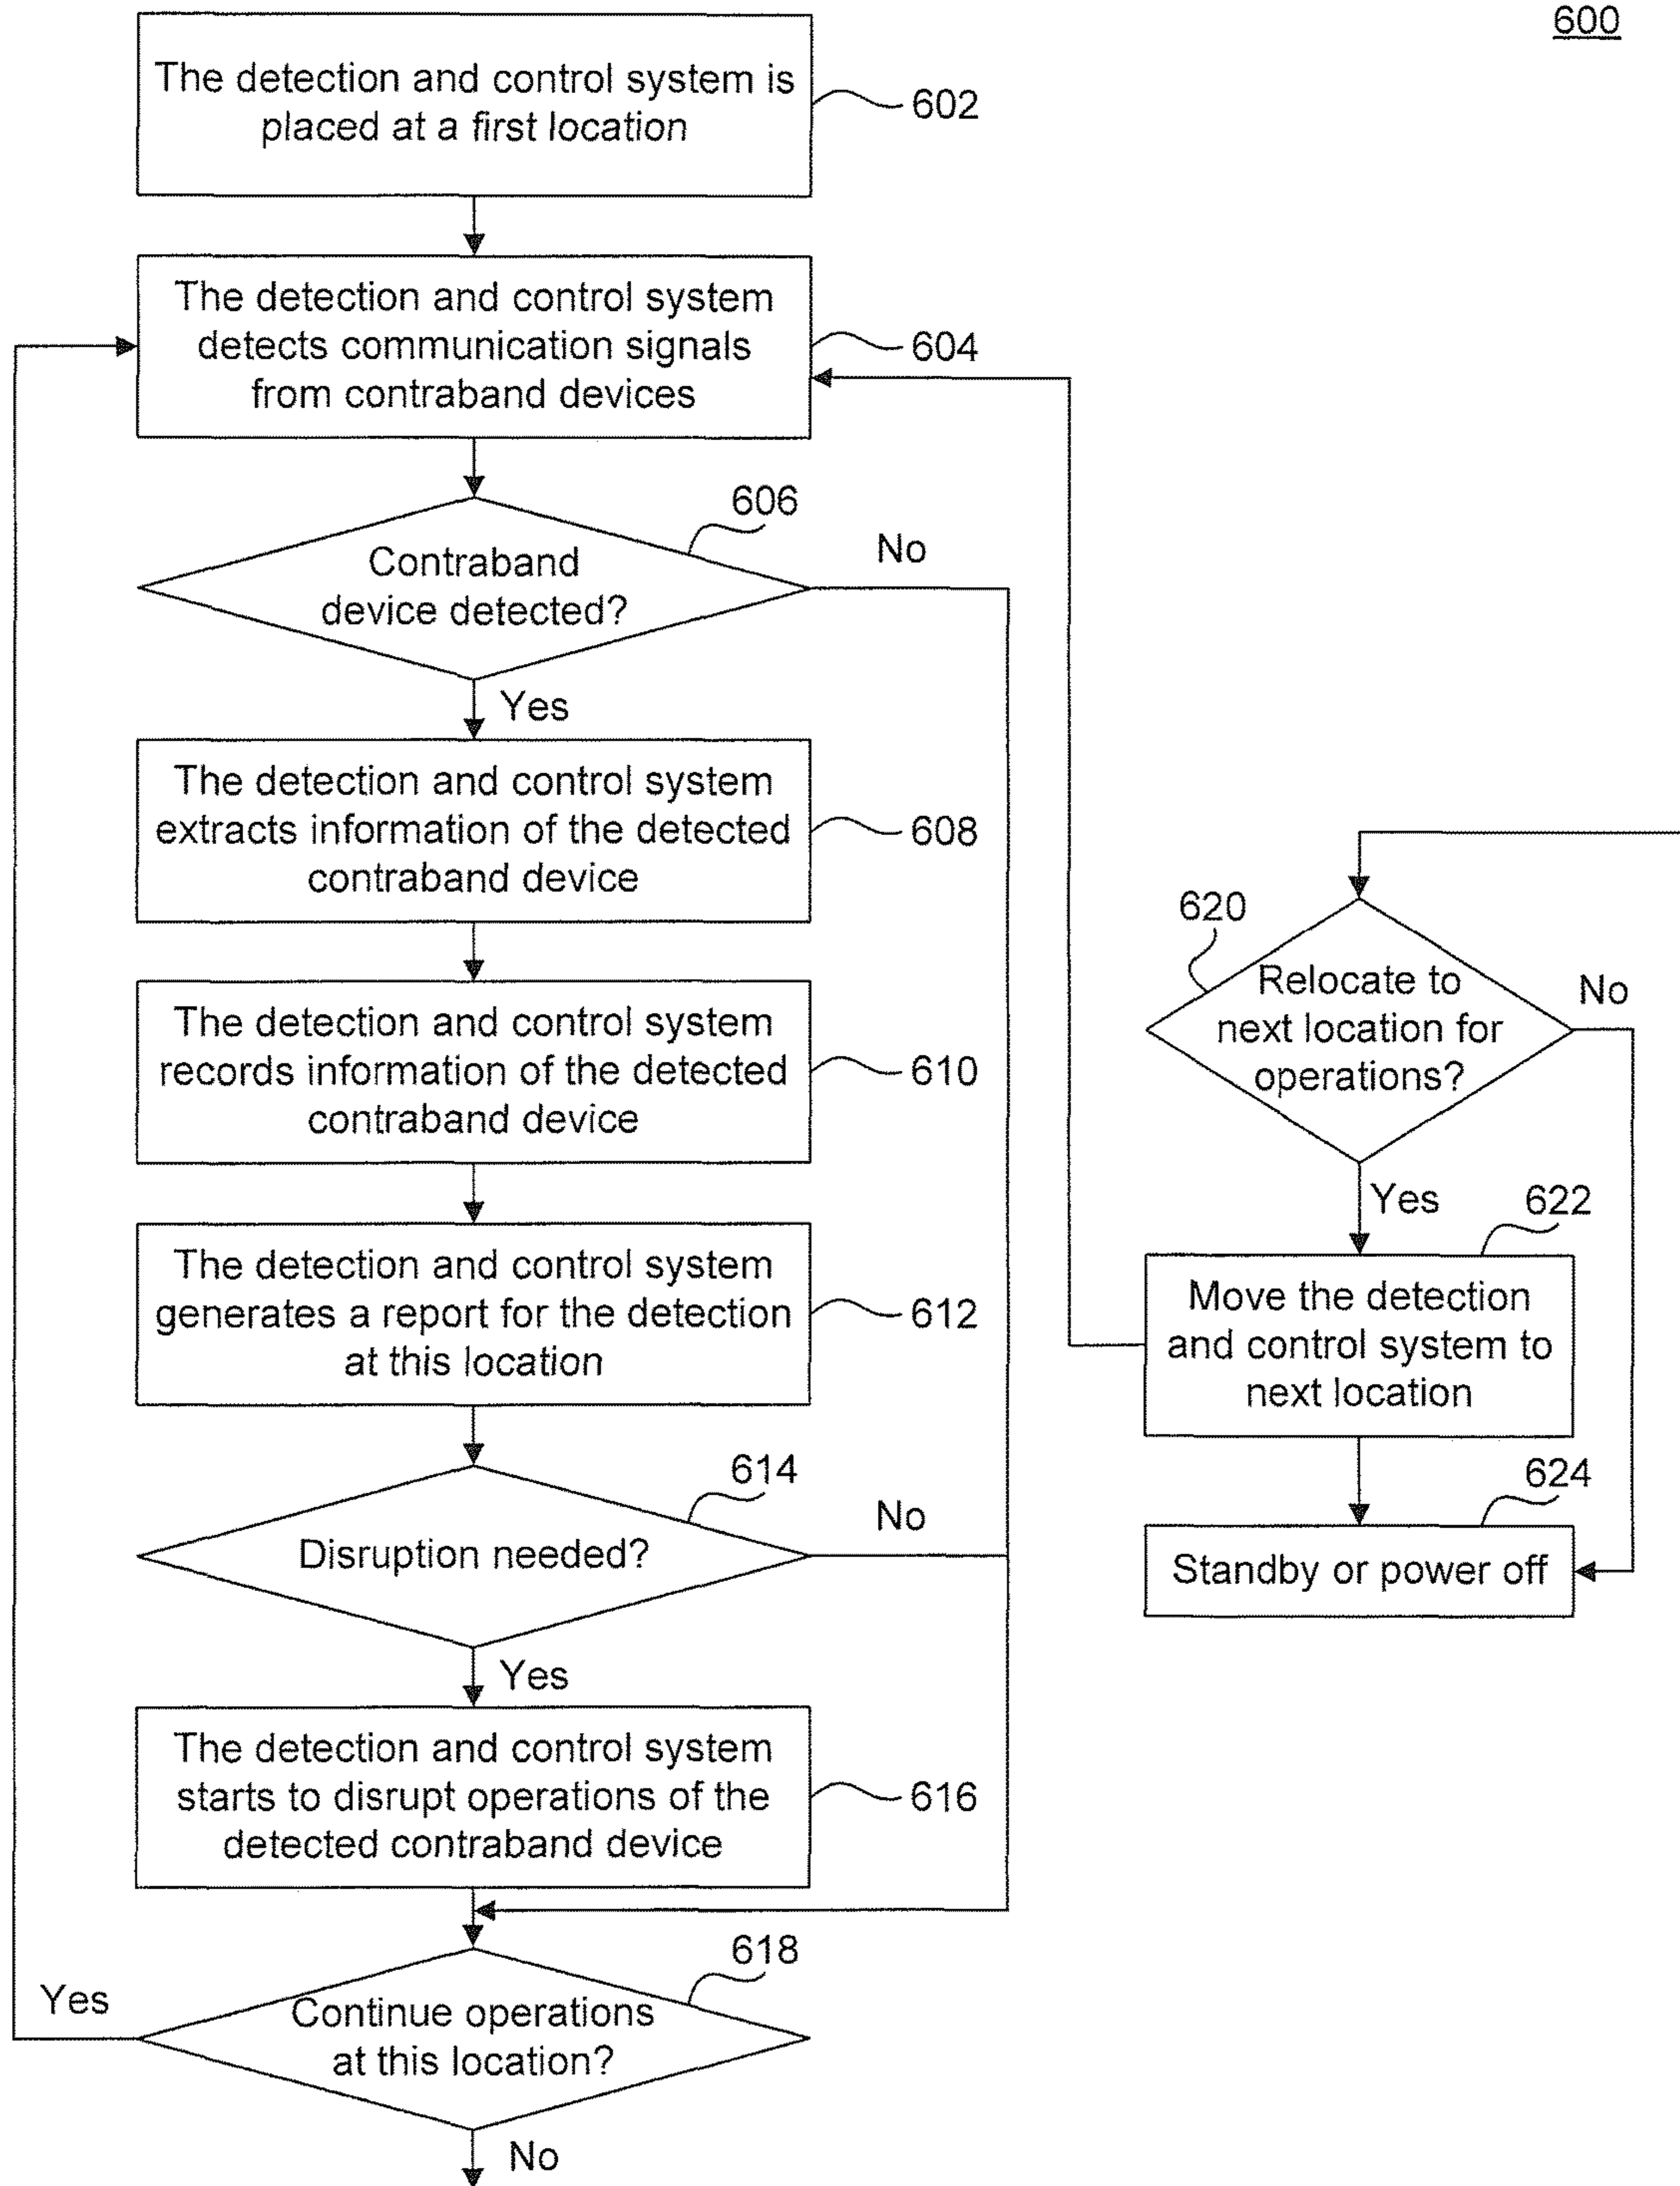 600
The detection and control system is
placed at a first location
602
The detection and control system
detects communication signals
from contraband devices
604
606
Contraband
device detected?
No
Yes
The detection and control system
extracts information of the detected
contraband device
608
The detection and control system
records information of the detected
contraband device
610
The detection and control system
generates a report for the detection
at this location
612
614
Disruption needed?
No
Yes
The detection and control system
starts to disrupt operations of the
detected contraband device
616
618
Continue operations
at this location?
Yes
No
620
Relocate to
next location for
operations?
No
Yes
622
Move the detection
and control system to
next location
624
Standby or power off